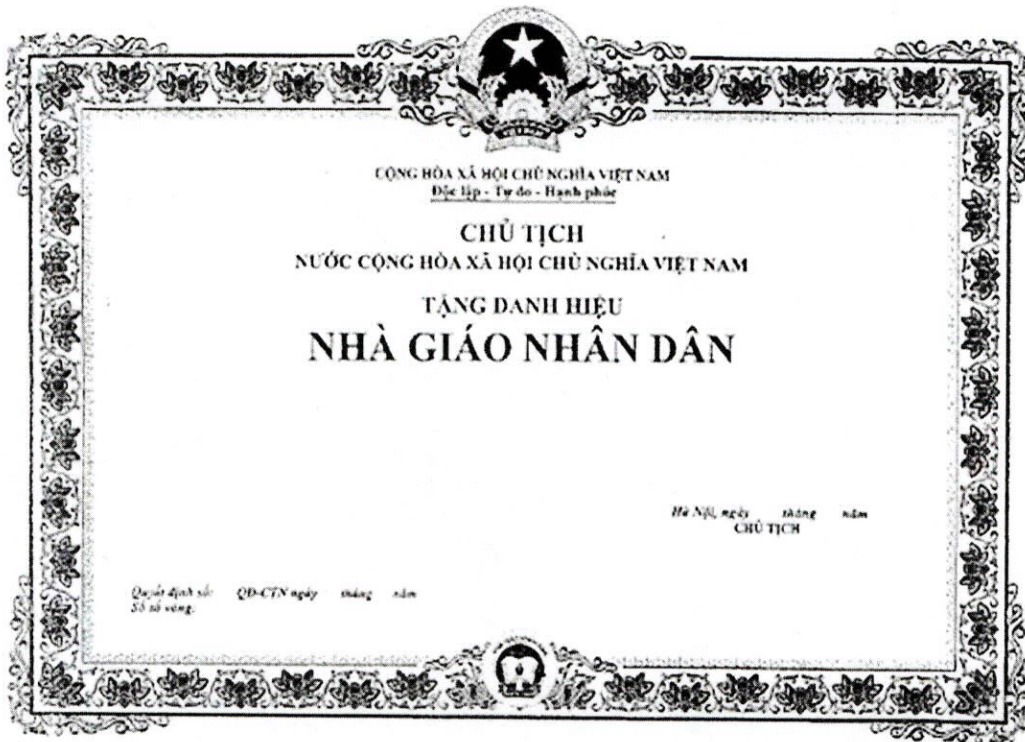 CỘNG HÒA XÃ HỘI CHỦ NGHĨA VIỆT NAM
Độc lập - Tự do - Hạnh phúc
CHỦ TỊCH
NƯỚC CỘNG HÒA XÃ HỘI CHỦ NGHĨA VIỆT NAM
TẶNG DANH HIỆU
NHÀ GIÁO NHÂN DÂN
Hà Nội, ngày tháng năm
CHỦ TỊCH
Quyết định số: QĐ-CTN ngày tháng năm
Số sổ vàng: